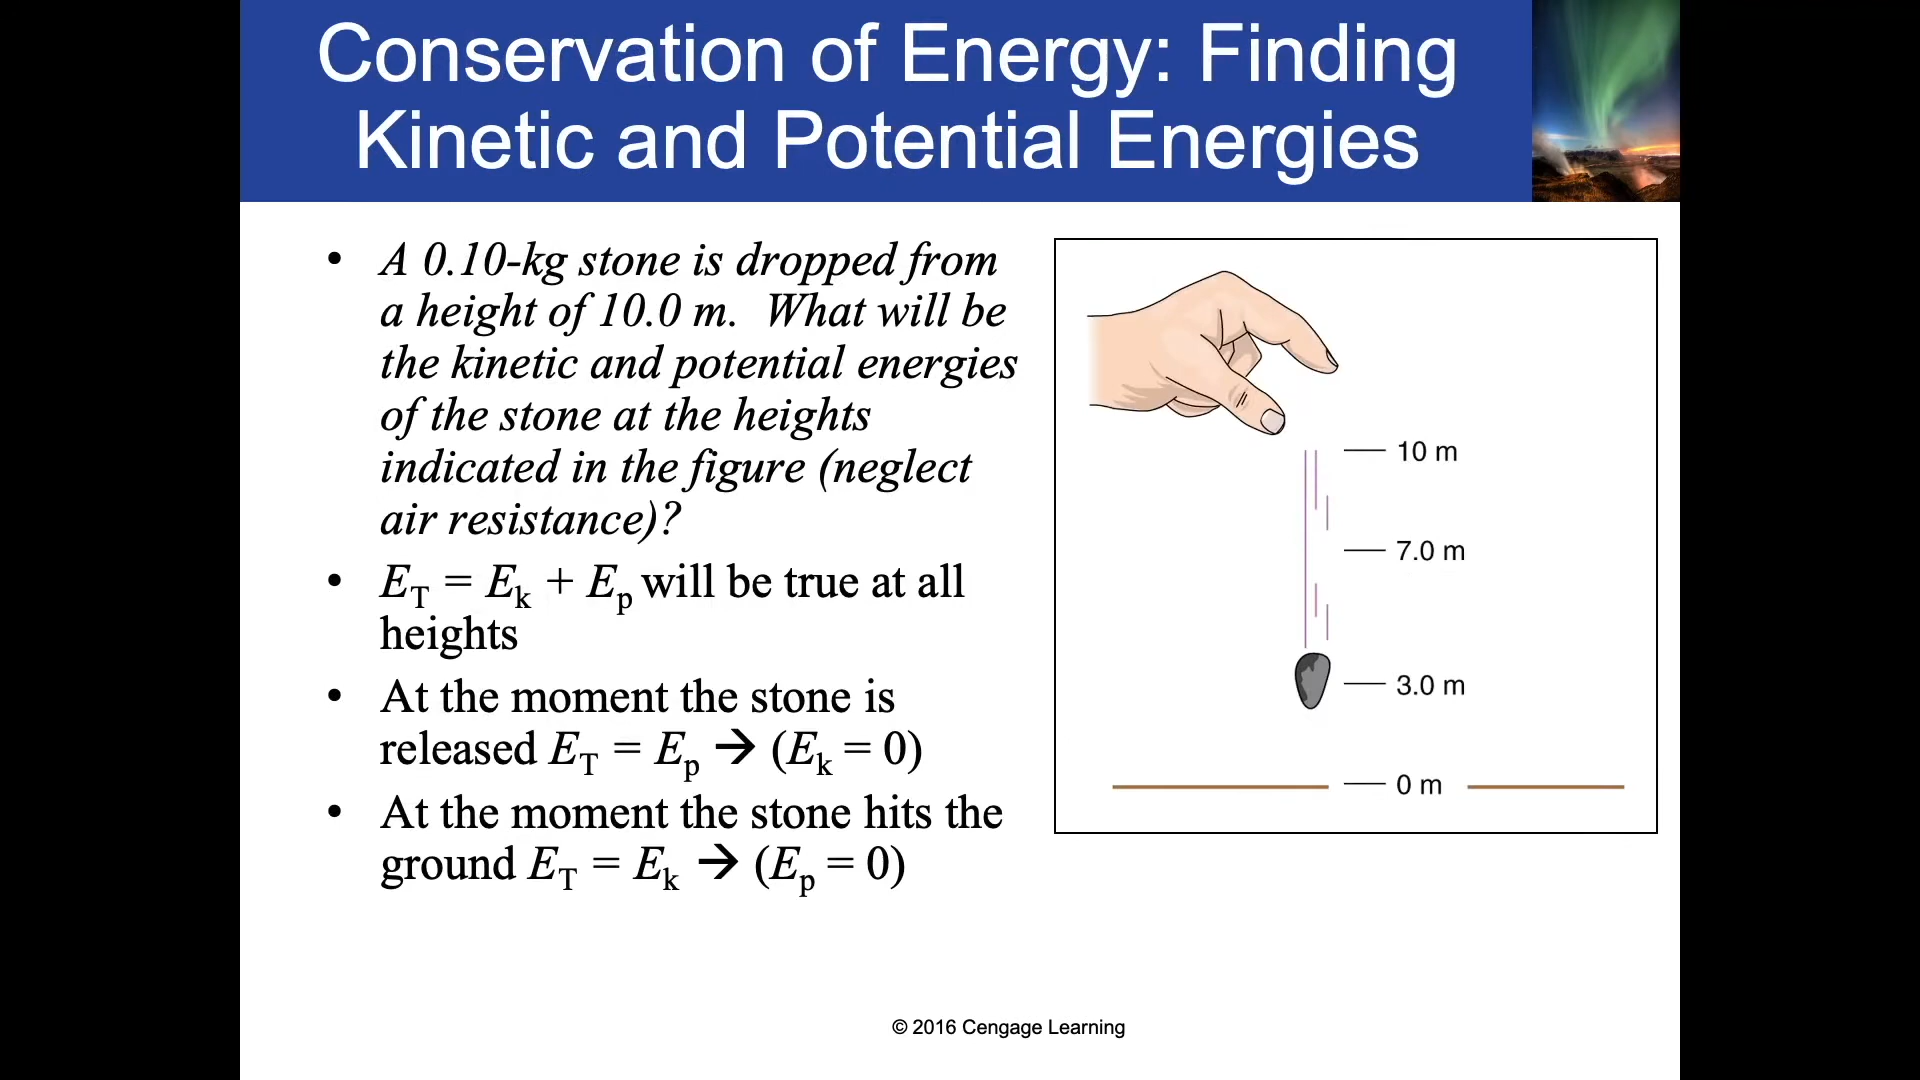 Conservation of Energy: Finding
Kinetic and Potential Energies
• A 0.10-kg stone is dropped from
a height of 10.0 m.  What will be
the kinetic and potential energies
of the stone at the heights
indicated in the figure (neglect
air resistance)?
• E_T = E_k + E_p will be true at all
heights
• At the moment the stone is
released E_T = E_p → (E_k = 0)
• At the moment the stone hits the
ground E_T = E_k → (E_p = 0)
10 m
7.0 m
3.0 m
0 m
© 2016 Cengage Learning